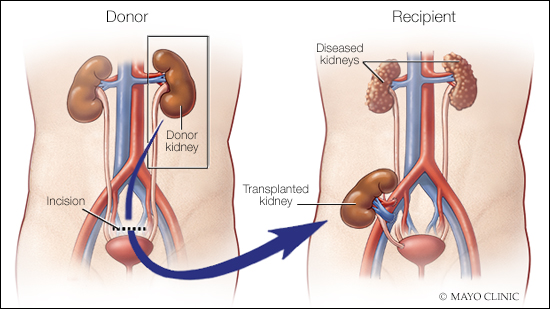 Donor
Recipient
Diseased
kidneys
Donor
kidney
Transplanted
kidney
Incision
© MAYO CLINIC